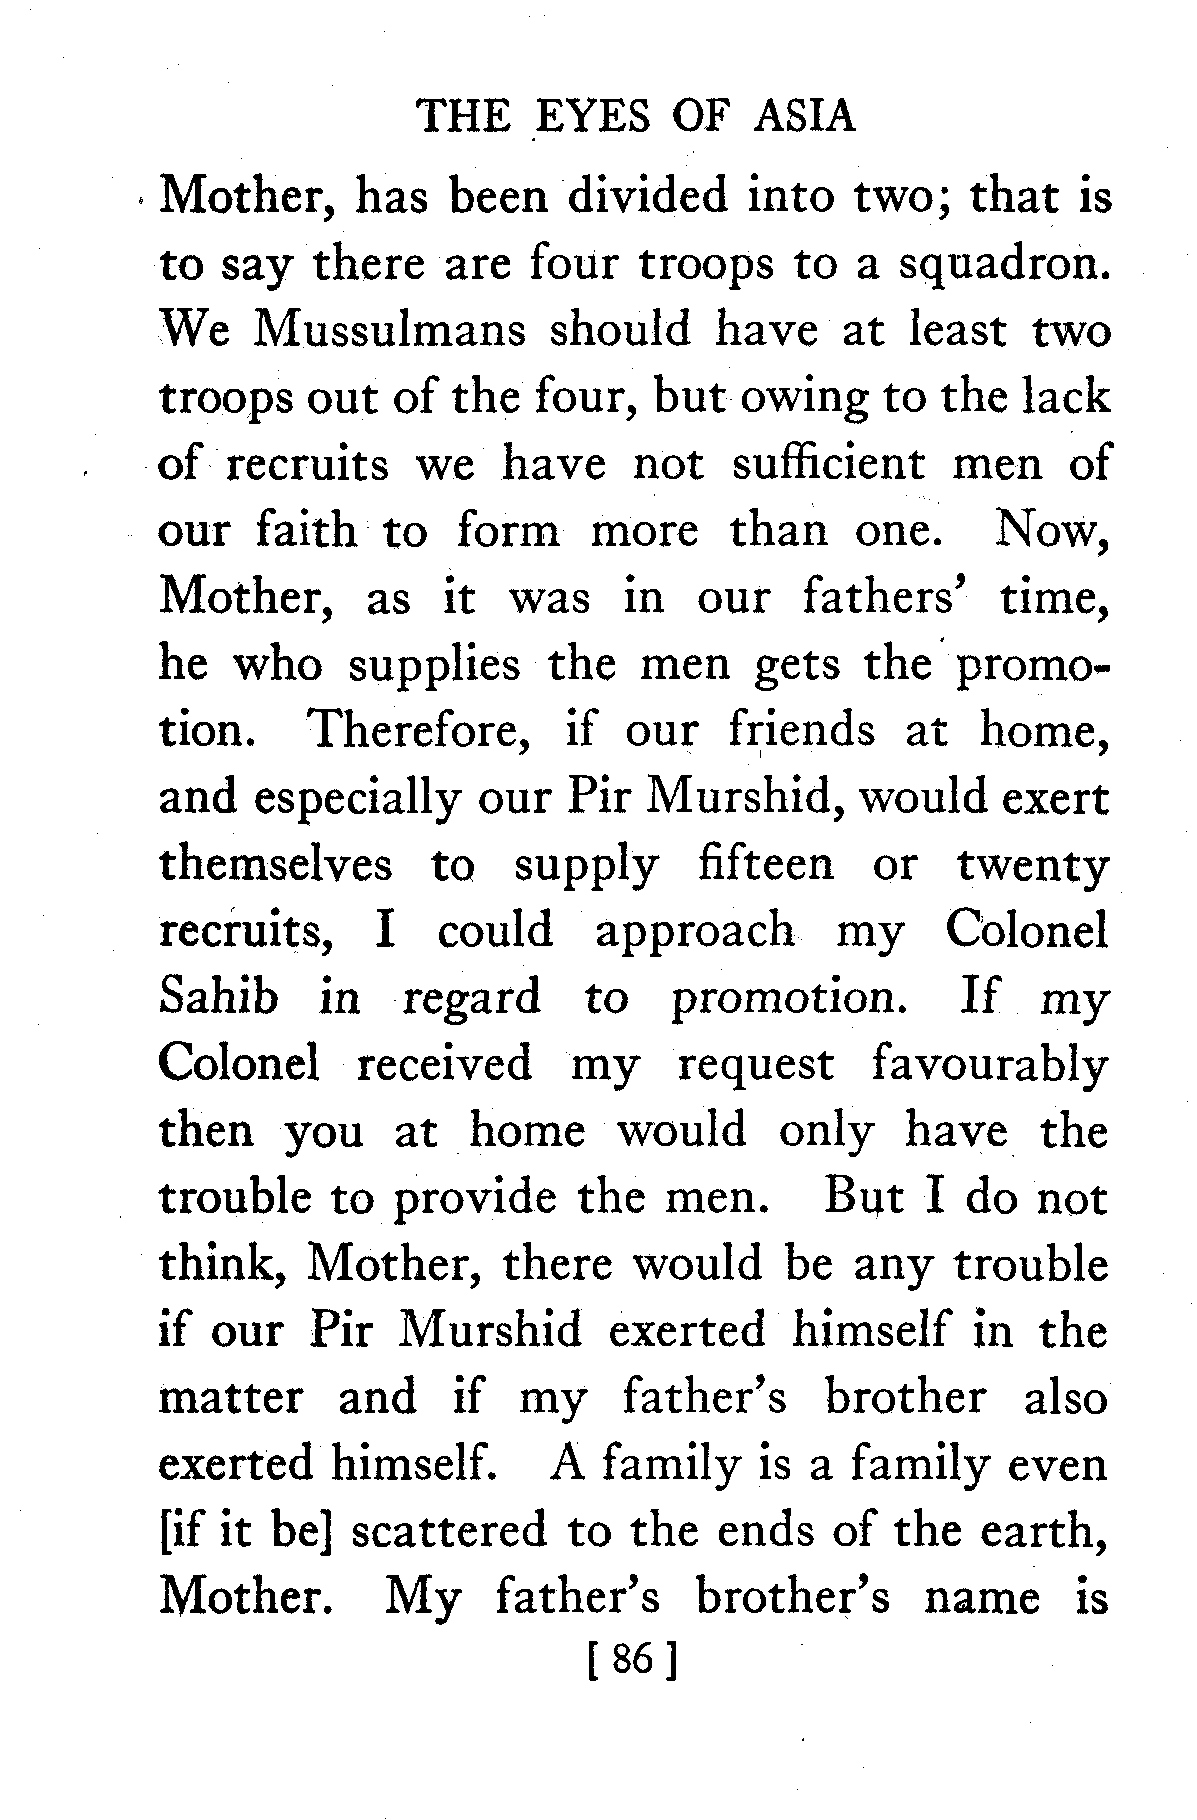 THE EYES OF ASIA
Mother, has been divided into two; that is
to say there are four troops to a squadron.
We Mussulmans should have at least two
troops out of the four, but owing to the lack
of recruits we have not sufficient men of
our faith to form more than one. Now,
Mother, as it was in our fathers' time,
he who supplies the men gets the promo-
tion. Therefore, if our friends at home,
and especially our Pir Murshid, would exert
themselves to supply fifteen or twenty
recruits, I could approach my Colonel
Sahib in regard to promotion. If my
Colonel received my request favourably
then you at home would only have the
trouble to provide the men. But I do not
think, Mother, there would be any trouble
if our Pir Murshid exerted himself in the
matter and if my father's brother also
exerted himself. A family is a family even
[if it be] scattered to the ends of the earth,
Mother. My father's brother's name is
[ 86 ]